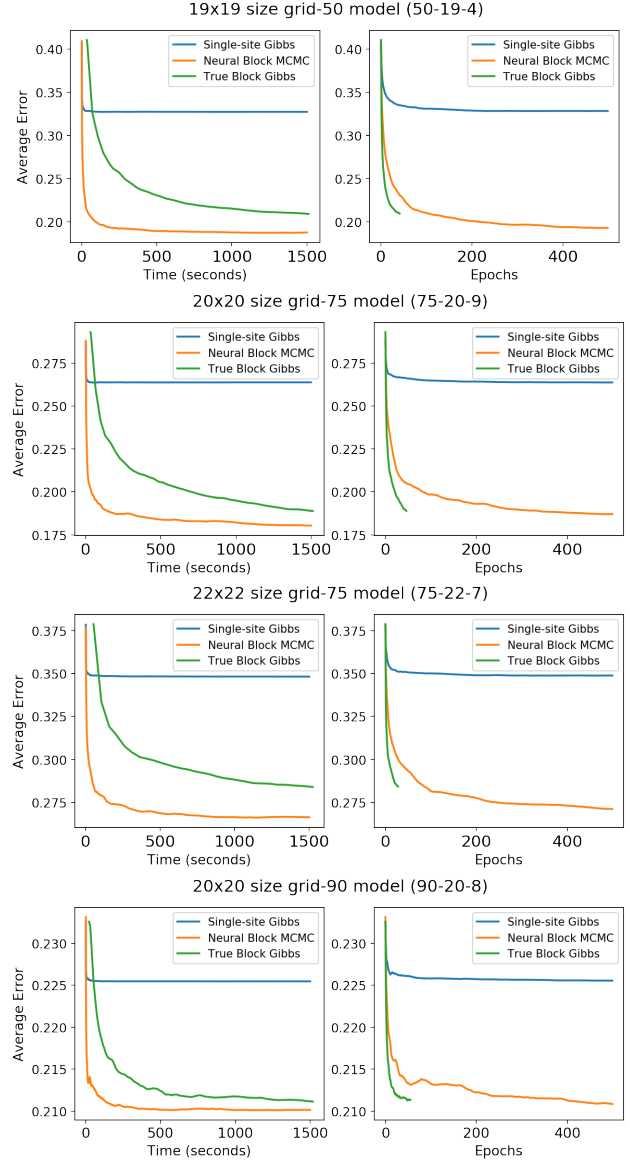 19x19 size grid-50 model (50-19-4)
Average Error
0.40
0.35
0.30
0.25
0.20
Single-site Gibbs
Neural Block MCMC
True Block Gibbs
0 500 1000 1500
Time (seconds)
0.40
0.35
0.30
0.25
0.20
Single-site Gibbs
Neural Block MCMC
True Block Gibbs
0 200 400
Epochs
20x20 size grid-75 model (75-20-9)
Average Error
0.275
0.250
0.225
0.200
0.175
Single-site Gibbs
Neural Block MCMC
True Block Gibbs
0 500 1000 1500
Time (seconds)
0.275
0.250
0.225
0.200
0.175
Single-site Gibbs
Neural Block MCMC
True Block Gibbs
0 200 400
Epochs
22x22 size grid-75 model (75-22-7)
Average Error
0.375
0.350
0.325
0.300
0.275
Single-site Gibbs
Neural Block MCMC
True Block Gibbs
0 500 1000 1500
Time (seconds)
0.375
0.350
0.325
0.300
0.275
Single-site Gibbs
Neural Block MCMC
True Block Gibbs
0 200 400
Epochs
20x20 size grid-90 model (90-20-8)
Average Error
0.230
0.225
0.220
0.215
0.210
Single-site Gibbs
Neural Block MCMC
True Block Gibbs
0 500 1000 1500
Time (seconds)
0.230
0.225
0.220
0.215
0.210
Single-site Gibbs
Neural Block MCMC
True Block Gibbs
0 200 400
Epochs